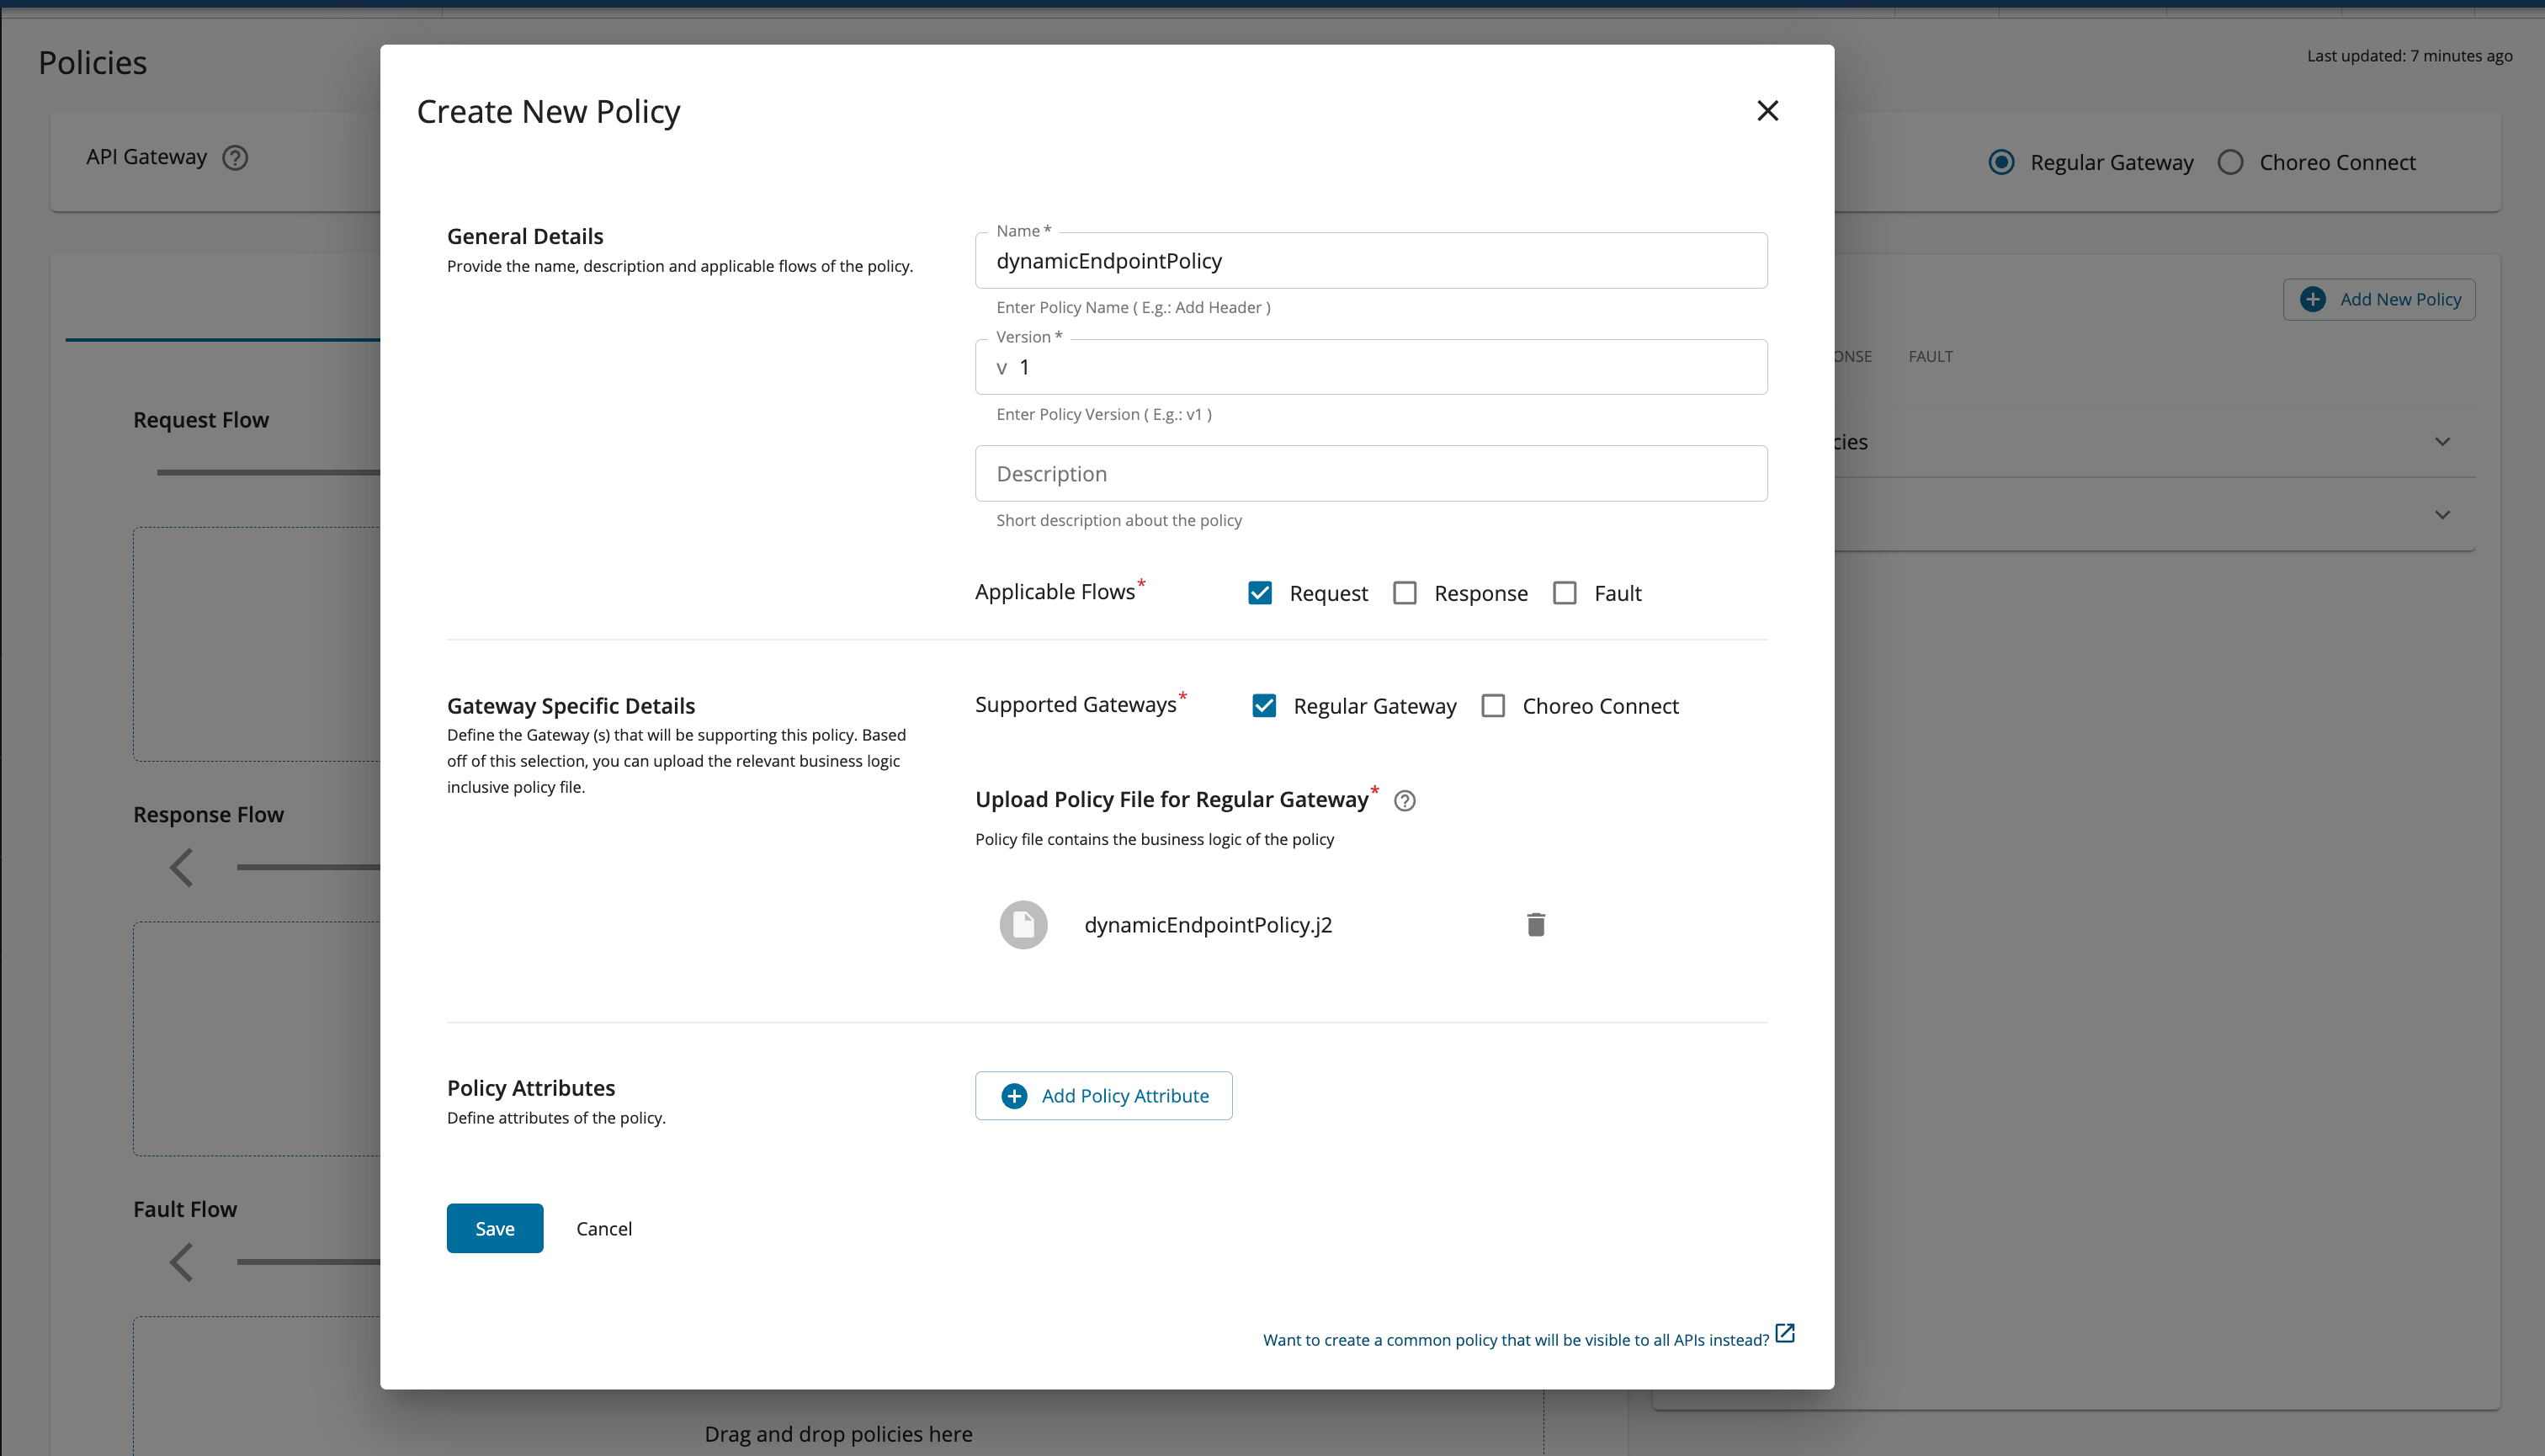 Policies
Last updated: 7 minutes ago
API Gateway
Regular Gateway
Choreo Connect
Add New Policy
FAULT
Request Flow
Response Flow
Fault Flow
Drag and drop policies here
Create New Policy
General Details
Provide the name, description and applicable flows of the policy.
Name *
dynamicEndpointPolicy
Enter Policy Name ( E.g.: Add Header )
Version *
v 1
Enter Policy Version ( E.g.: v1 )
Description
Short description about the policy
Applicable Flows* Request Response Fault
Gateway Specific Details
Define the Gateway (s) that will be supporting this policy. Based
off of this selection, you can upload the relevant business logic
inclusive policy file.
Supported Gateways* Regular Gateway Choreo Connect
Upload Policy File for Regular Gateway*
Policy file contains the business logic of the policy
dynamicEndpointPolicy.j2
Policy Attributes
Define attributes of the policy.
Add Policy Attribute
Save Cancel
Want to create a common policy that will be visible to all APIs instead?